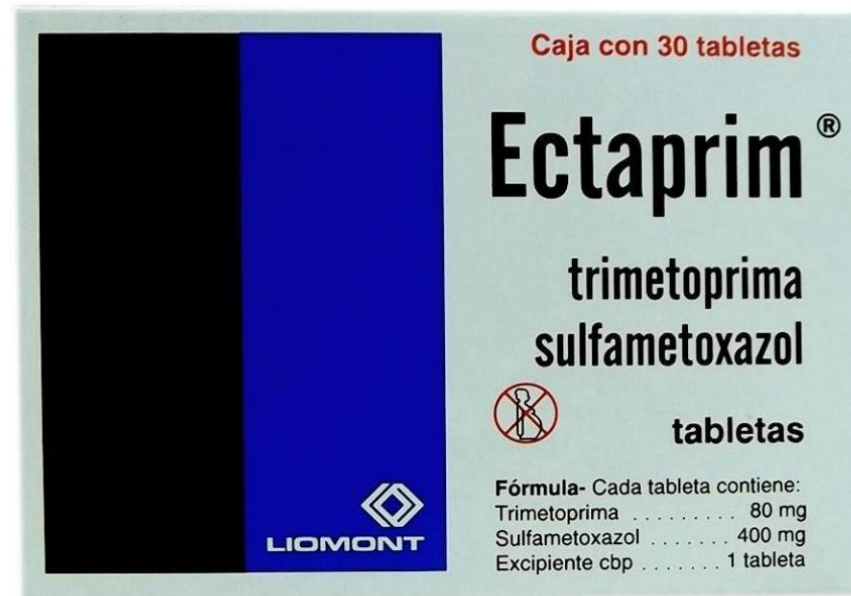 Caja con 30 tabletas
Ectaprim®
trimetoprima
sulfametoxazol
tabletas
Fórmula- Cada tableta contiene:
Trimetoprima . . . . . . . . . 80 mg
Sulfametoxazol . . . . . . 400 mg
Excipiente cbp . . . . . . . 1 tableta
LIOMONT